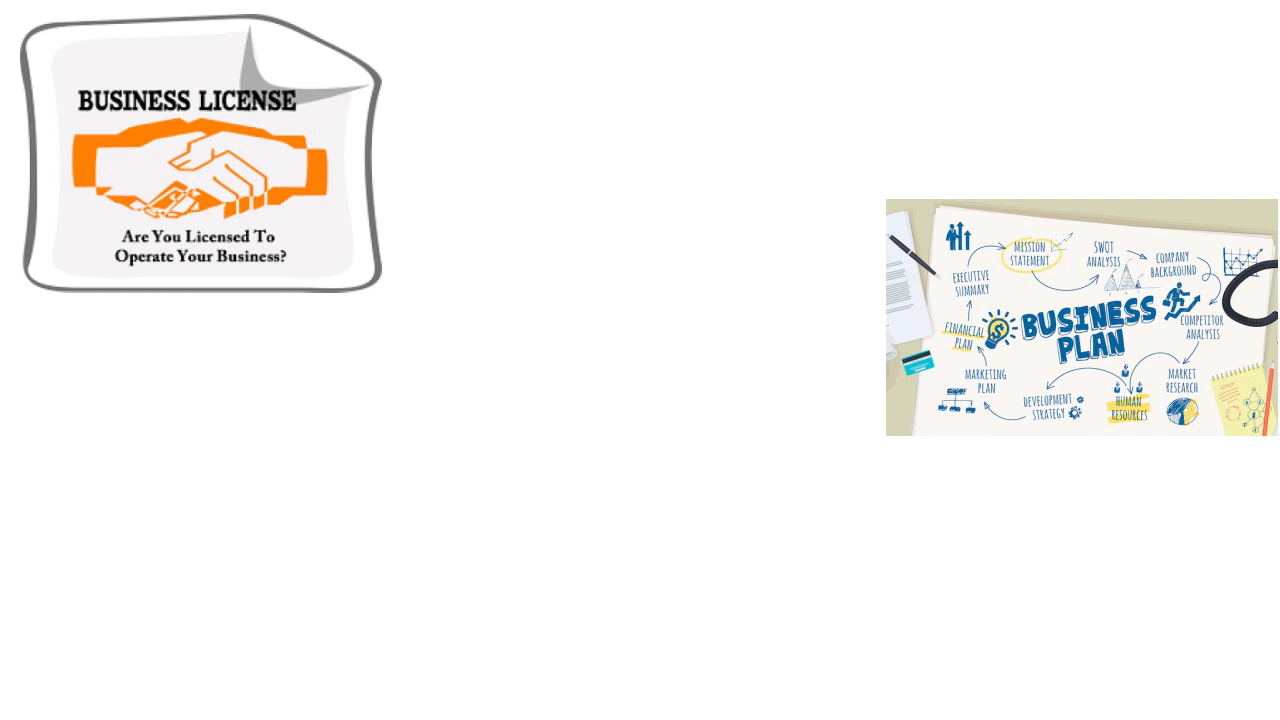 BUSINESS LICENSE
Are You Licensed To
Operate Your Business?
MISSION
STATEMENT
SWOT
ANALYSIS
COMPANY
BACKGROUND
EXECUTIVE
SUMMARY
BUSINESS
PLAN
COMPETITOR
ANALYSIS
FINANCIAL
PLAN
MARKETING
PLAN
MARKET
RESEARCH
DEVELOPMENT
STRATEGY
HUMAN
RESOURCES